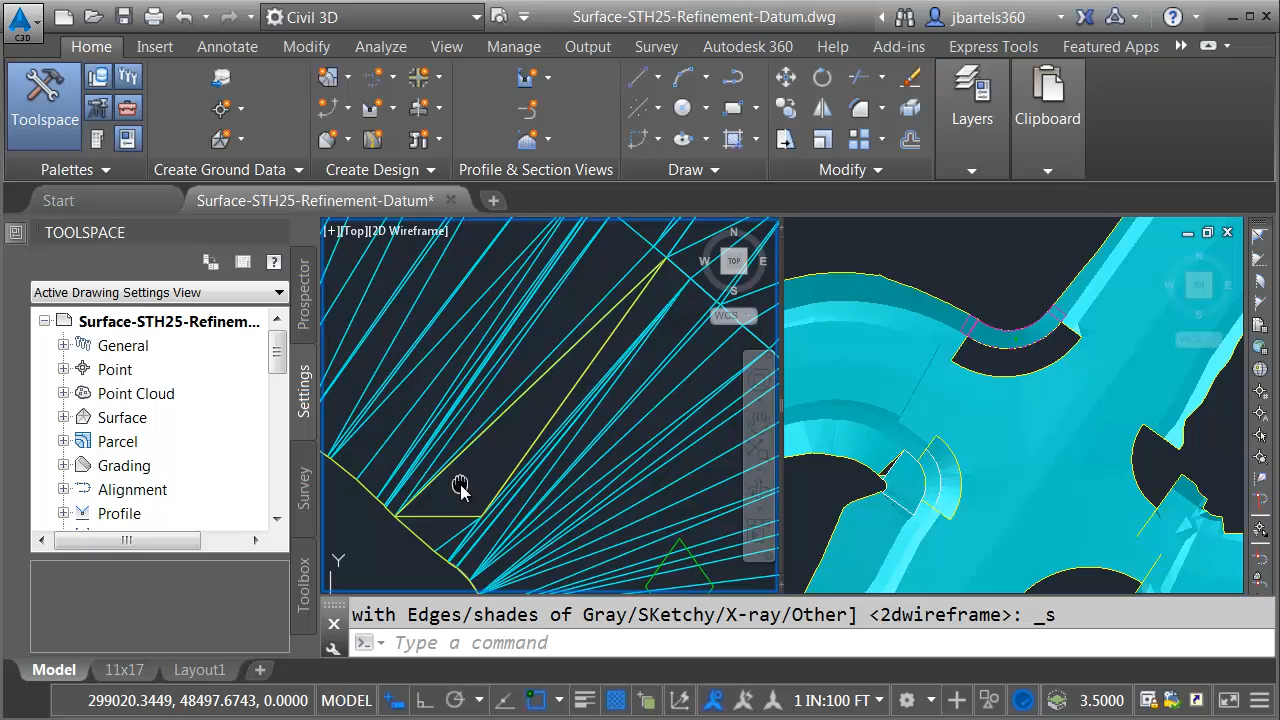 Civil 3D
Surface-STH25-Refinement-Datum.dwg
jbartels360
C3D
Home Insert Annotate Modify Analyze View Manage Output Survey Autodesk 360 Help Add-ins Express Tools Featured Apps
Toolspace
Layers
Clipboard
Palettes
Create Ground Data
Create Design
Profile & Section Views
Draw
Modify
Start
Surface-STH25-Refinement-Datum*
TOOLSPACE
Active Drawing Settings View
Surface-STH25-Refinem...
General
Point
Point Cloud
Surface
Parcel
Grading
Alignment
Profile
Prospector
Settings
Survey
Toolbox
[+][Top][2D Wireframe]
N
W TOP E
S
WCS
Y
N
W TOP E
S
with Edges/shades of Gray/SKetchy/X-ray/Other] <2dwireframe>: _s
Type a command
Model 11x17 Layout1
299020.3449, 48497.6743, 0.0000 MODEL 1 IN:100 FT 3.5000